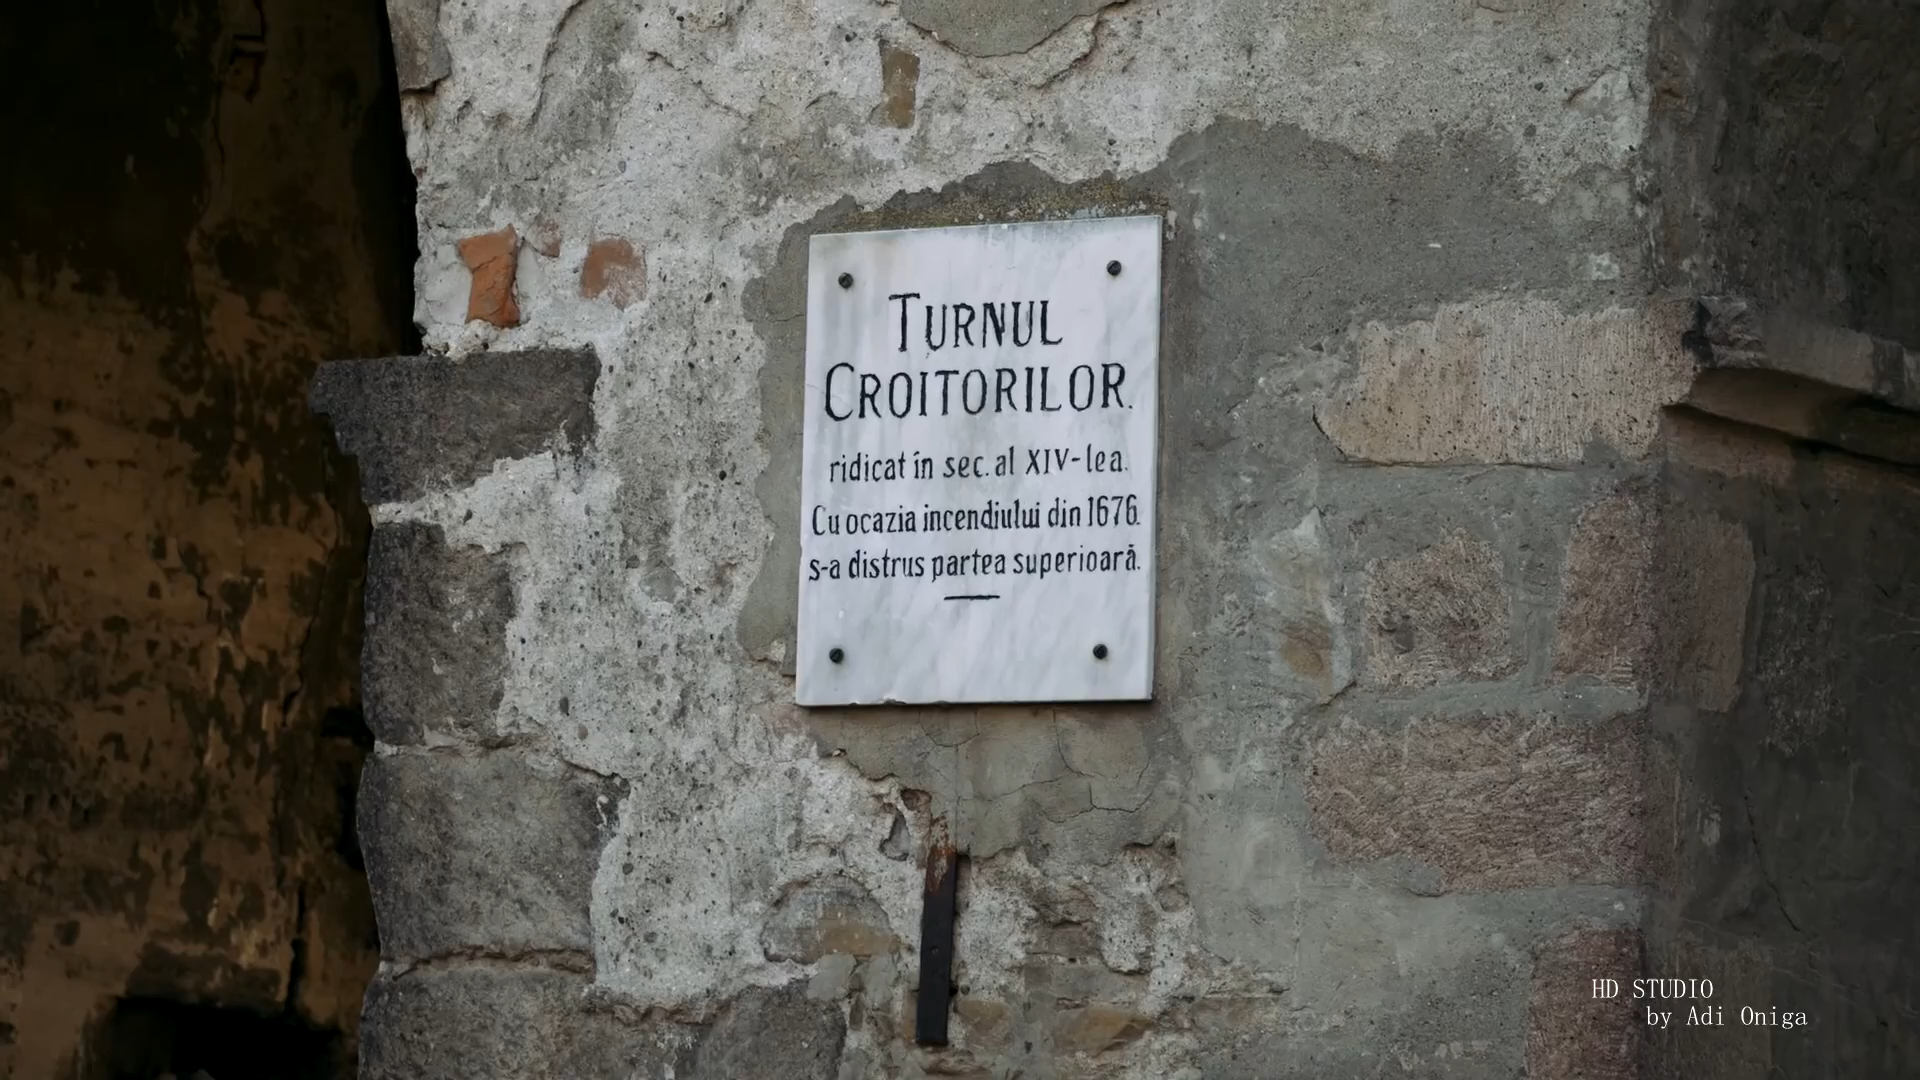 TURNUL
CROITORILOR.
ridicat în sec. al XIV-lea.
Cu ocazia incendiului din 1676.
s-a distrus partea superioară.
HD STUDIO
by Adi Oniga